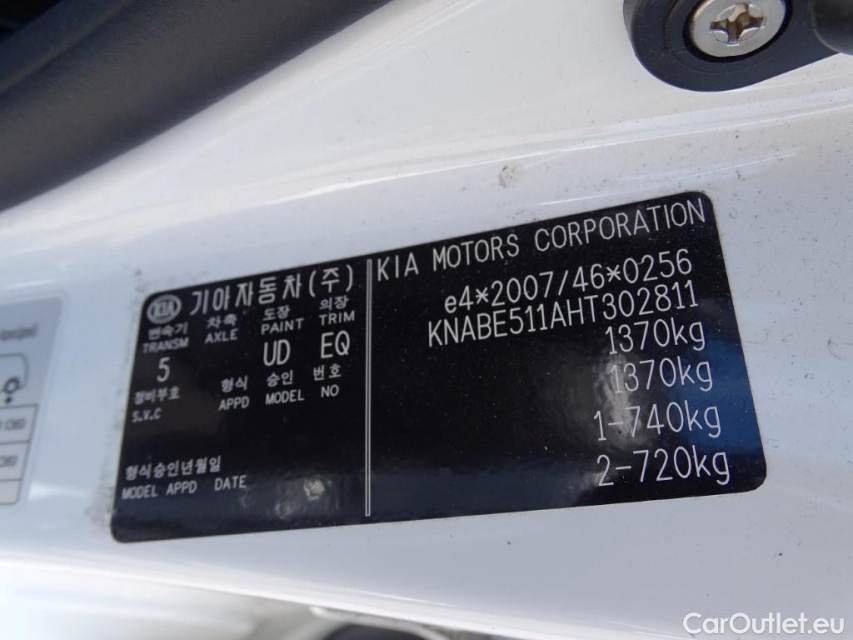 KIA 기아자동차(주)
변속기 차축 도장 의장
TRANSM AXLE PAINT TRIM
5 UD EQ
정비부호 형식 승인 번호
S.V.C APPD MODEL NO
형식승인년월일
MODEL APPD DATE
KIA MOTORS CORPORATION
e4*2007/46*0256
KNABE511AHT302811
1370kg
1370kg
1-740kg
2-720kg
CarOutlet.eu